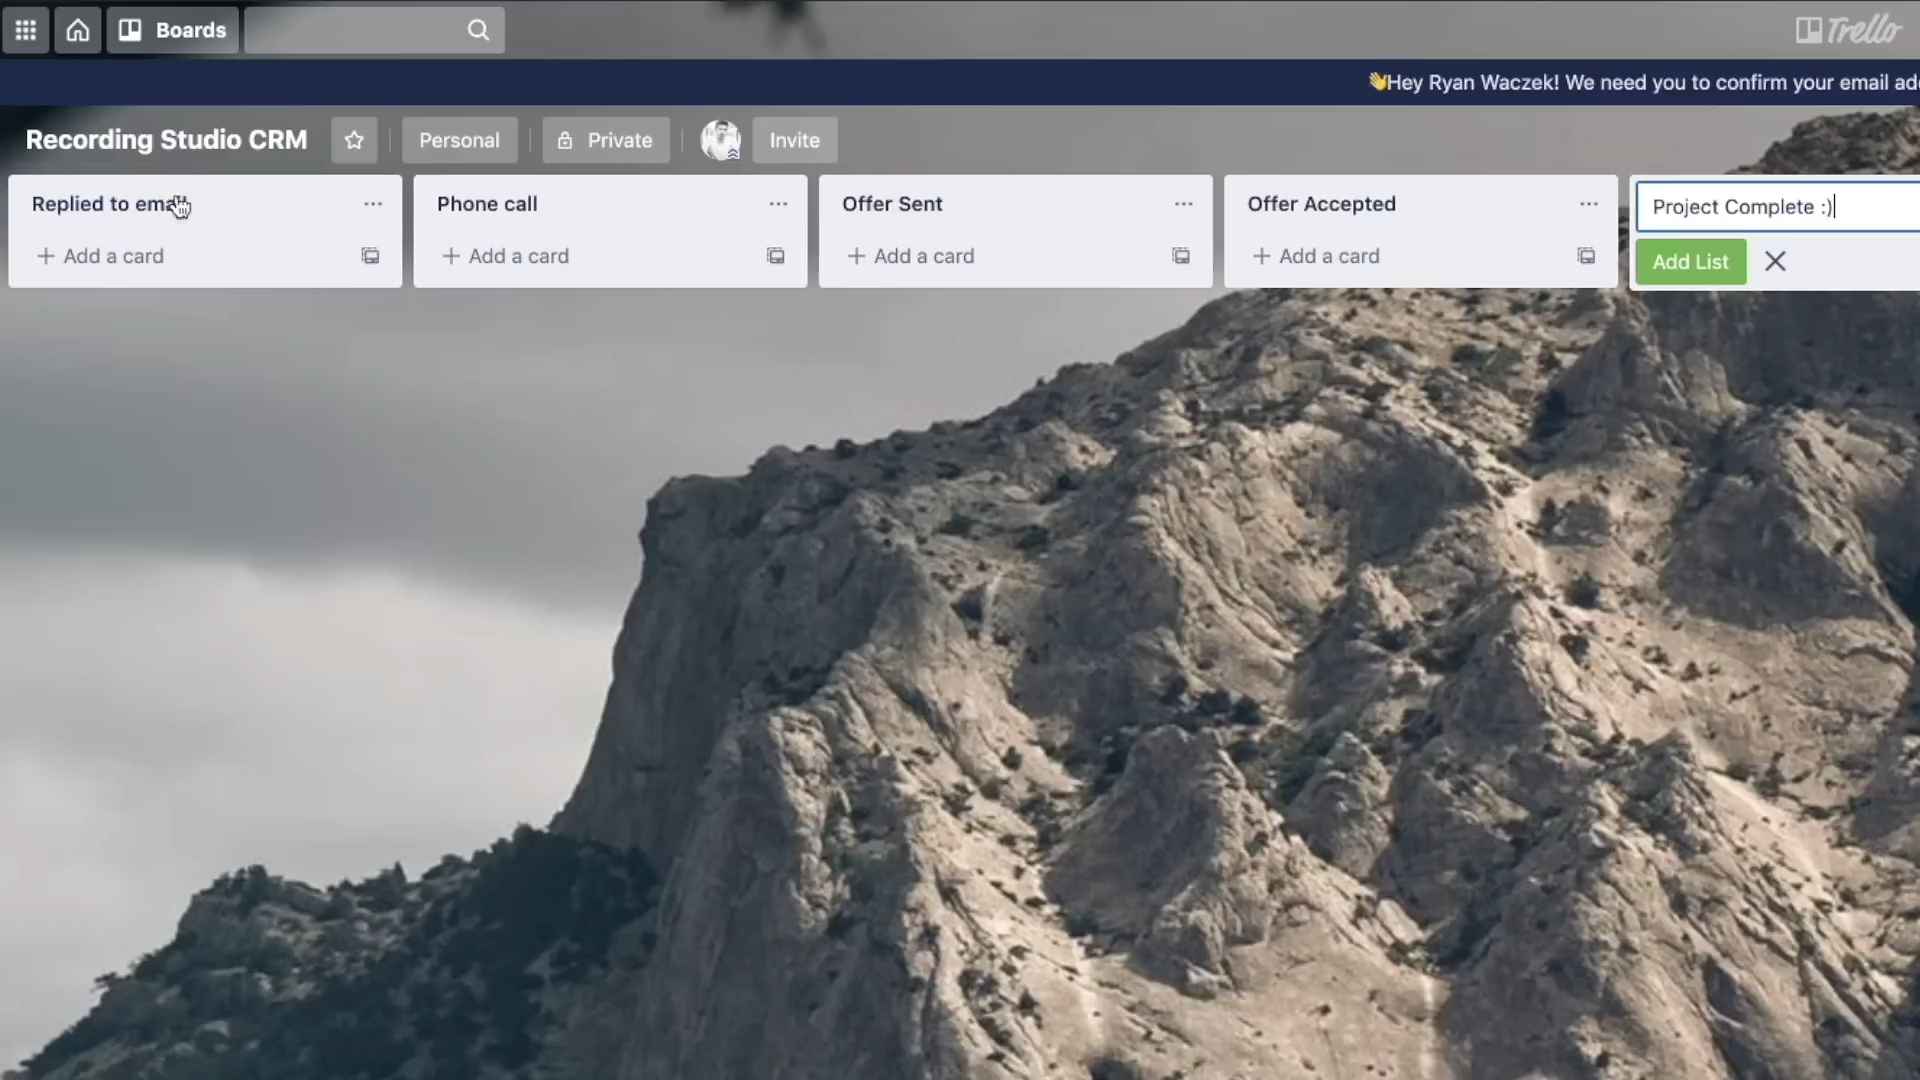 Boards
Trello
👋Hey Ryan Waczek! We need you to confirm your email
Recording Studio CRM
Personal
Private
Invite
Replied to
Phone call
Offer Sent
Offer Accepted
Project Complete :)
+ Add a card
+ Add a card
+ Add a card
+ Add a card
Add List